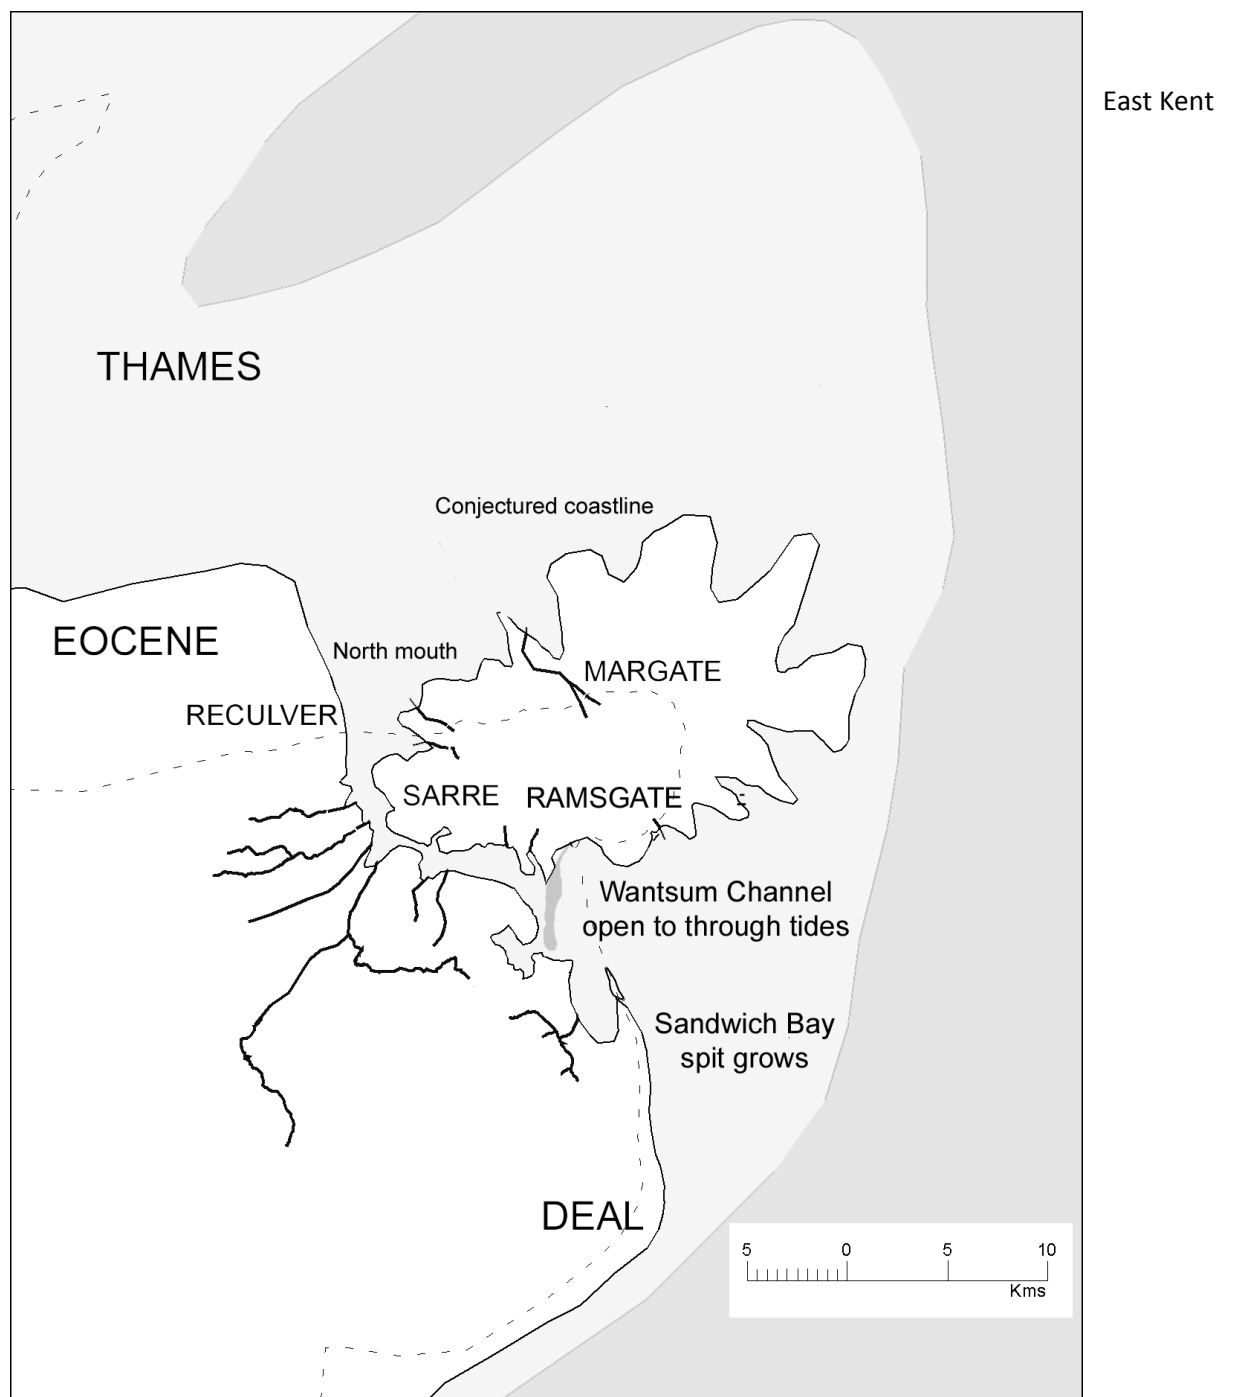 East Kent
THAMES
Conjectured coastline
EOCENE
North mouth
MARGATE
RECULVER
SARRE
RAMSGATE
Wantsum Channel
open to through tides
Sandwich Bay
spit grows
DEAL
5 0 5 10
Kms